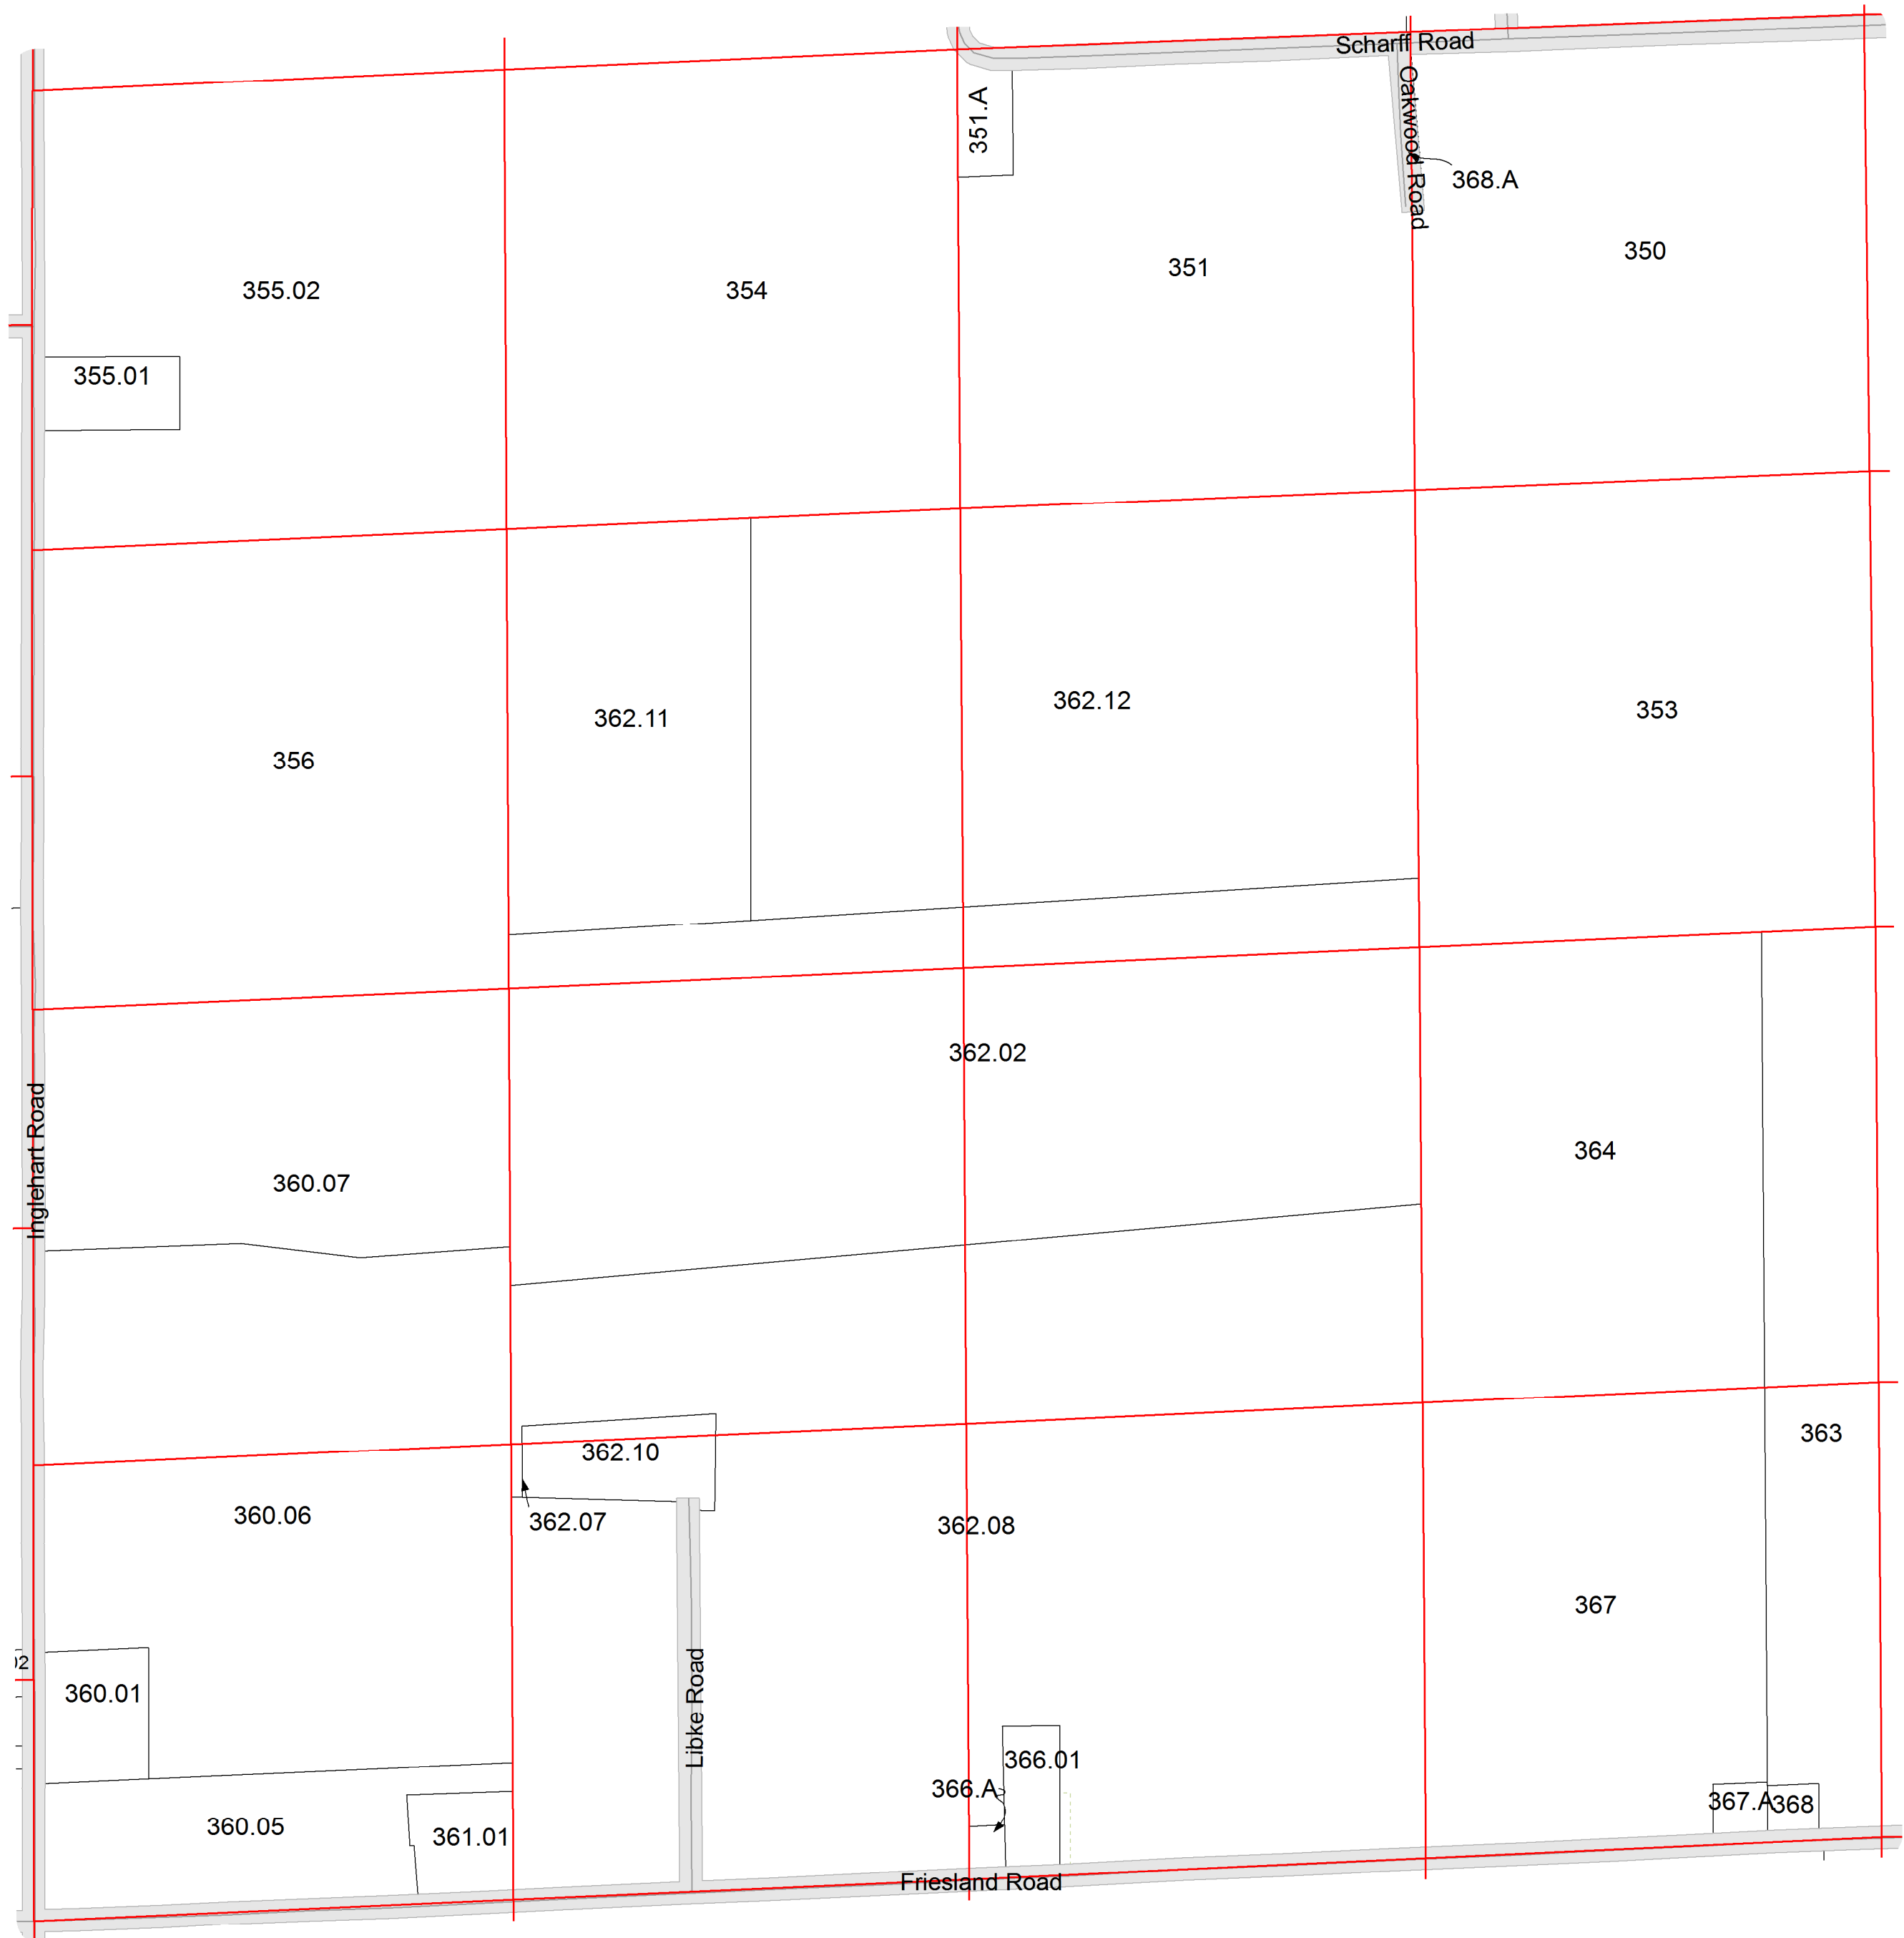 Scharff Road
Oakwood Road
351.A
368.A
350
351
354
355.02
355.01
362.12
353
362.11
356
362.02
Inglehart Road
364
360.07
363
362.10
360.06
362.07
362.08
367
02
360.01
Libke Road
366.01
366.A
367.A
368
360.05
361.01
Friesland Road